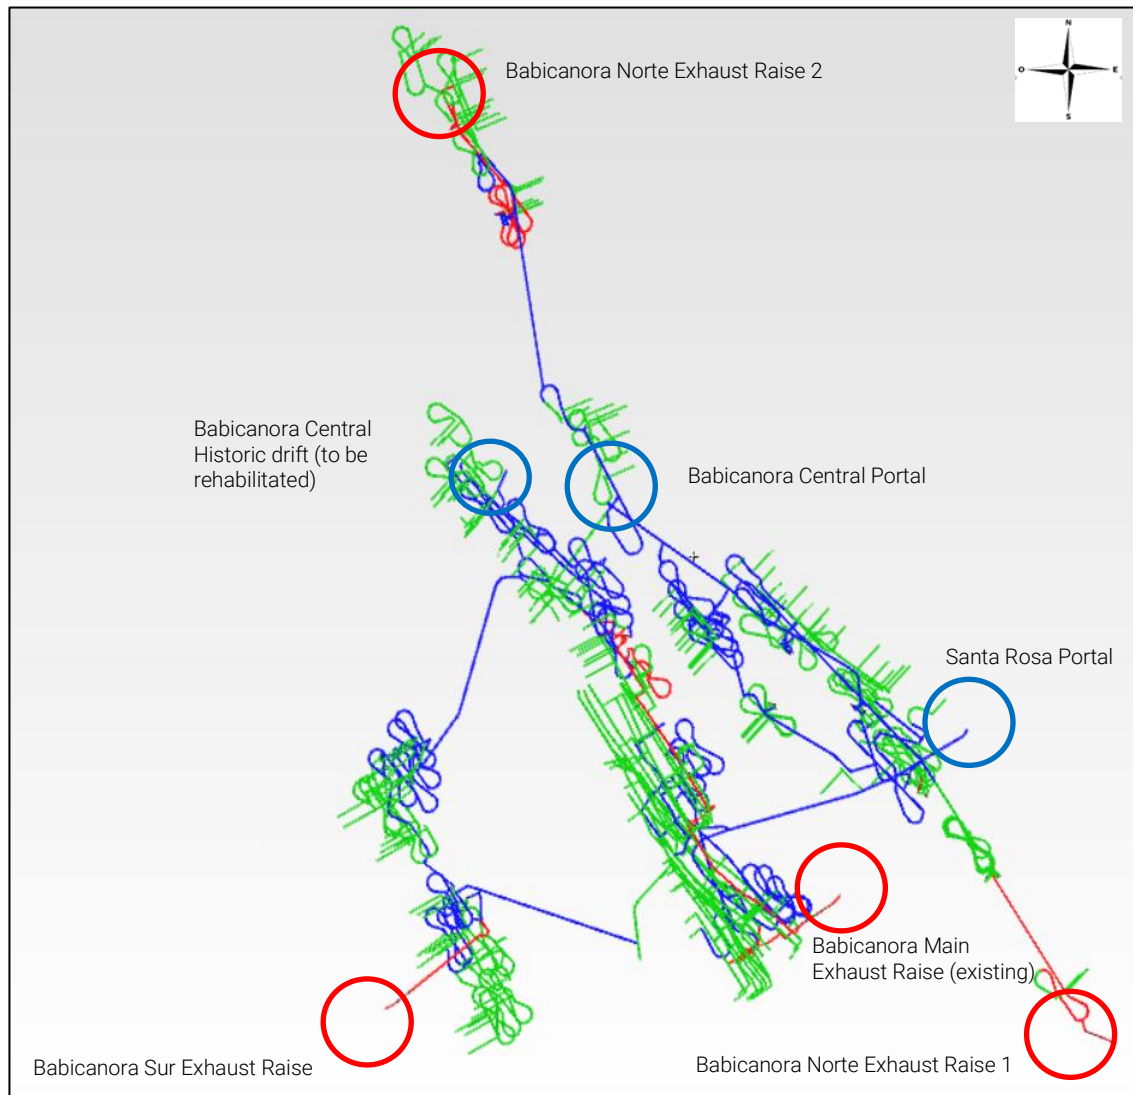 N
Babicanora Norte Exhaust Raise 2
O
E
S
Babicanora Central
Historic drift (to be
rehabilitated)
Babicanora Central Portal
Santa Rosa Portal
Babicanora Main
Exhaust Raise (existing)
Babicanora Sur Exhaust Raise
Babicanora Norte Exhaust Raise 1